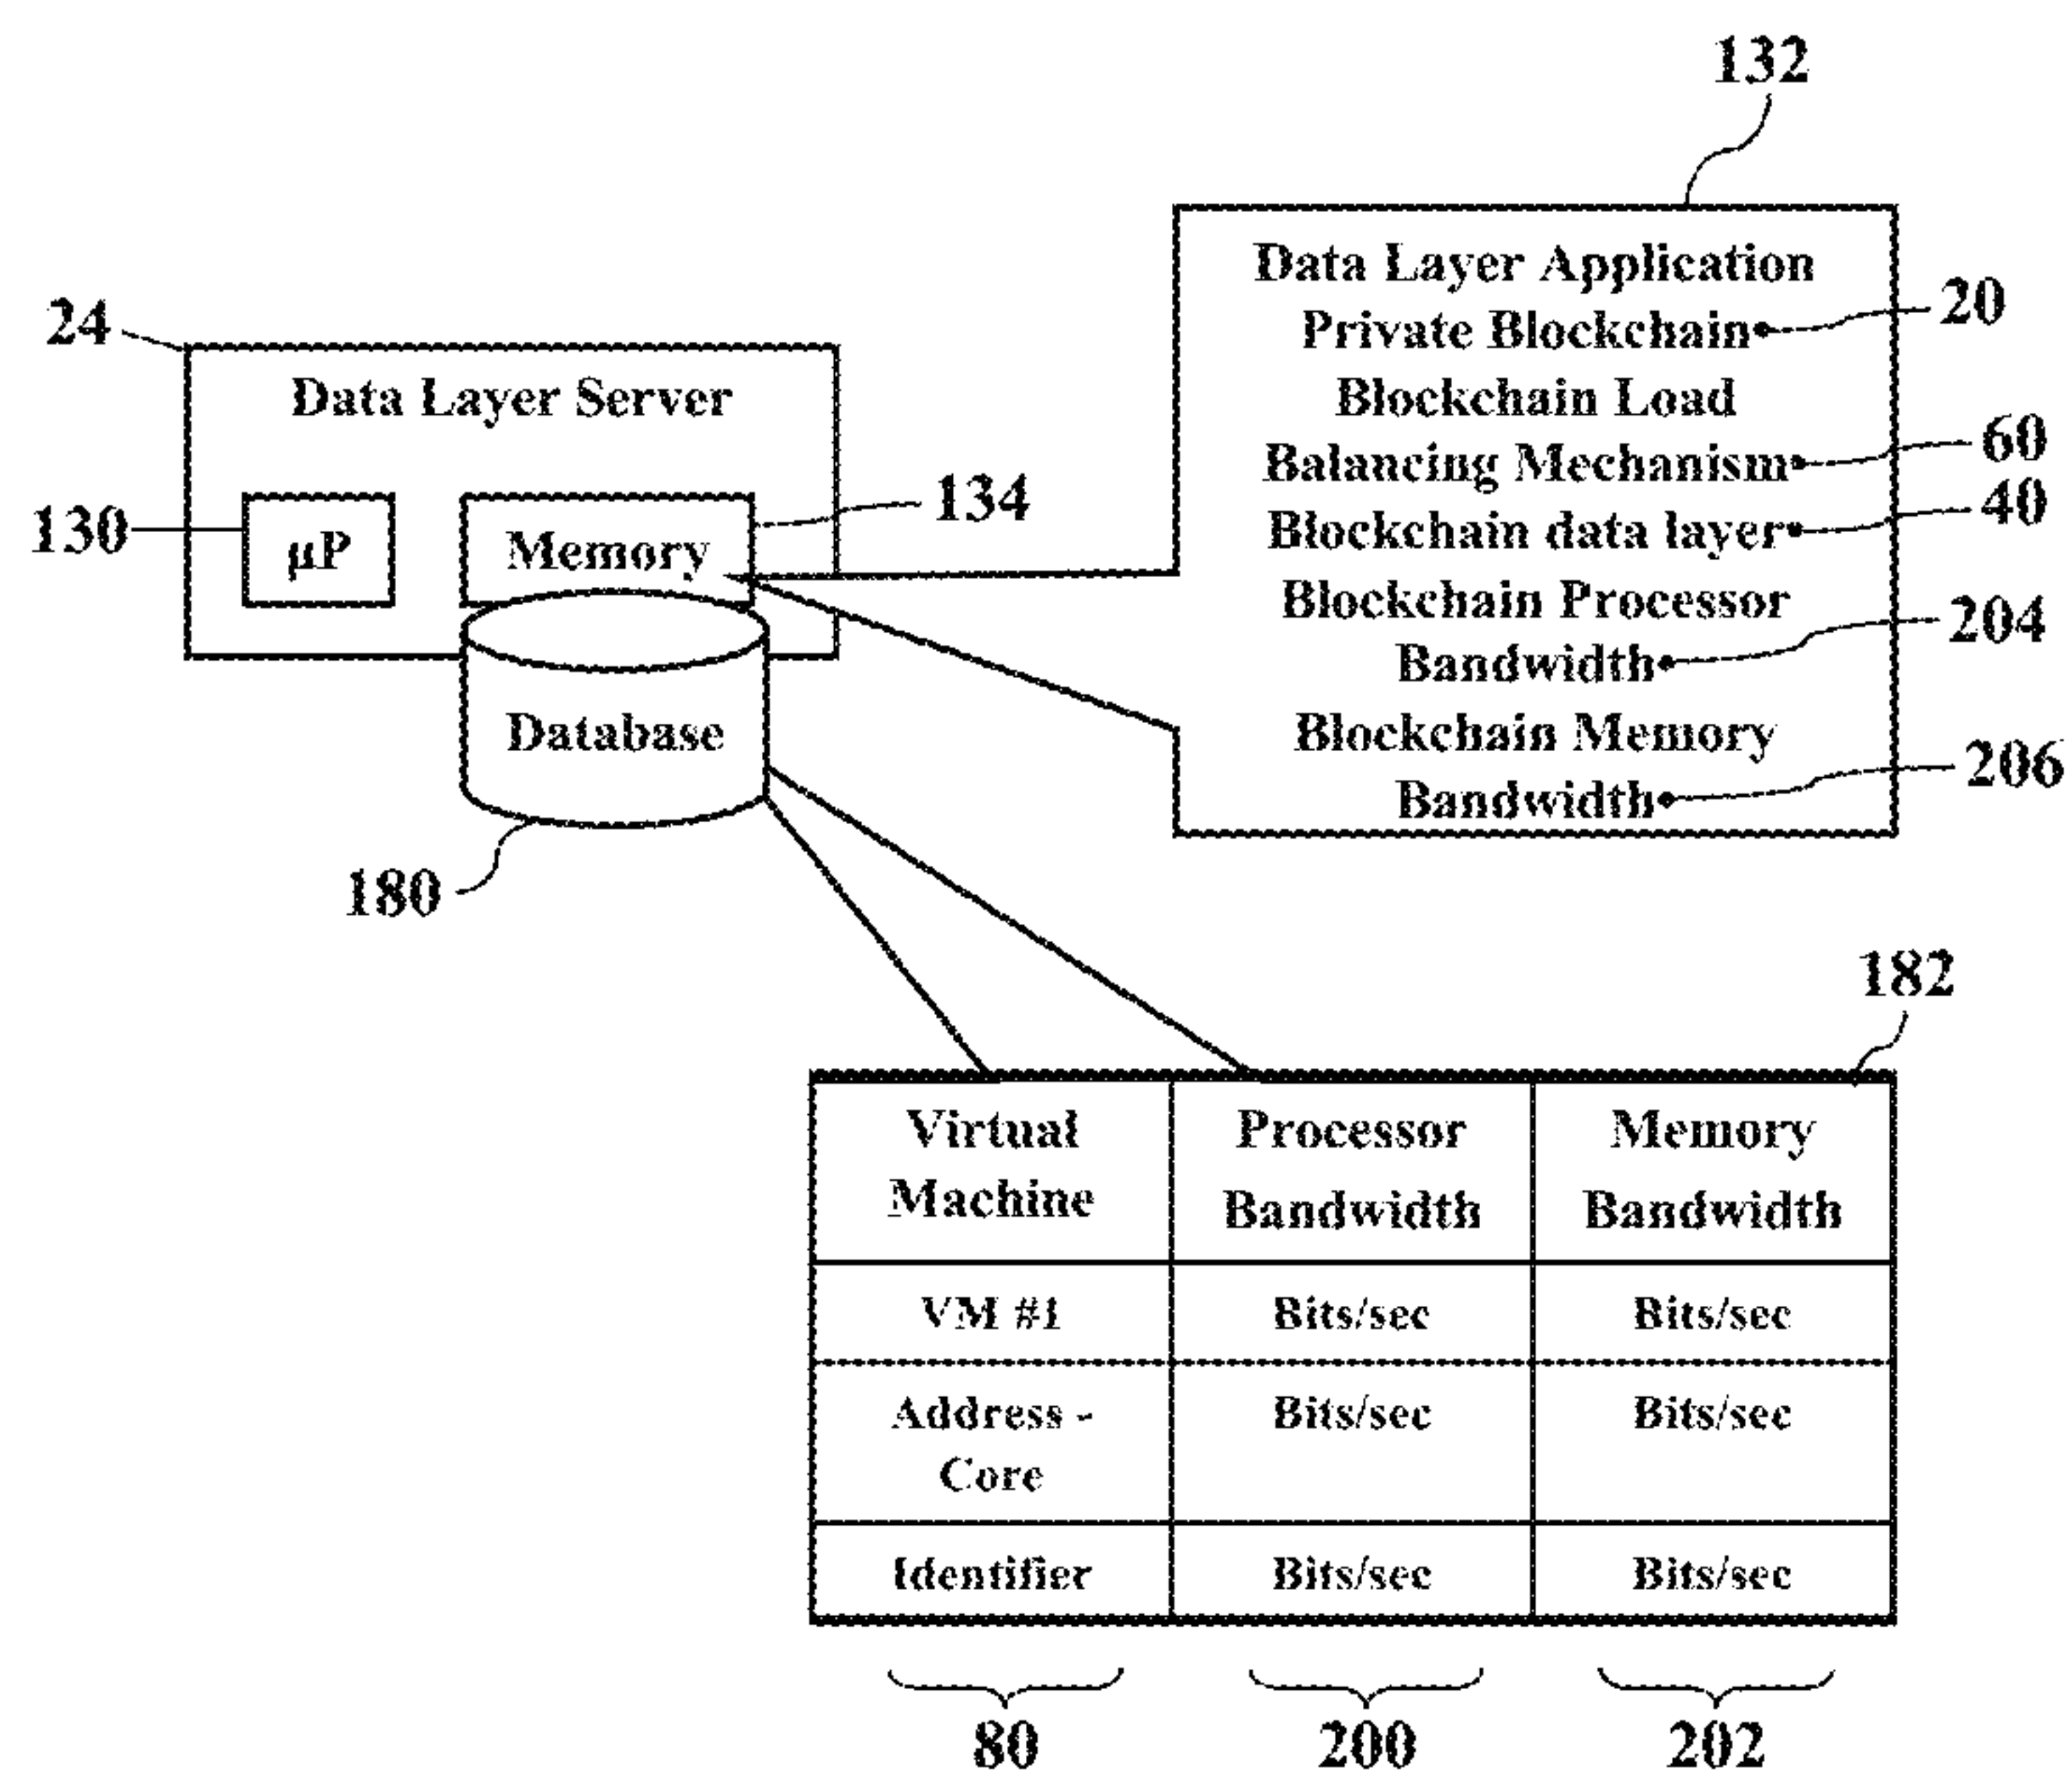 132
Data Layer Application
Private Blockchain
20
Blockchain Load
Balancing Mechanism
60
Blockchain data layer
40
Blockchain Processor
Bandwidth
204
Blockchain Memory
Bandwidth
206
24
Data Layer Server
130
µP
Memory
134
Database
180
182
Virtual
Machine
Processor
Bandwidth
Memory
Bandwidth
VM #1
Bits/sec
Bits/sec
Address -
Core
Bits/sec
Bits/sec
Identifier
Bits/sec
Bits/sec
80
200
202